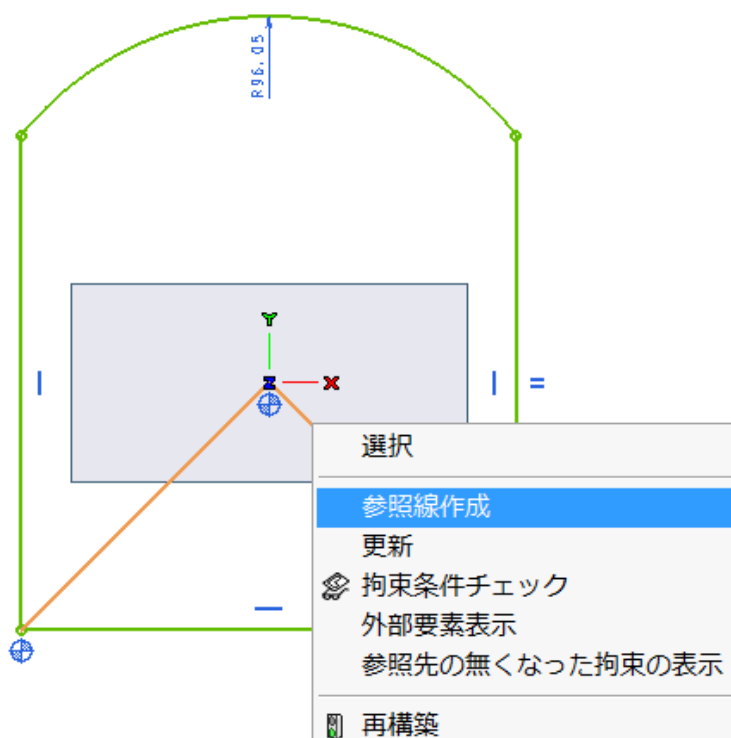 R96.05
Y
Z
X
選択
参照線作成
更新
拘束条件チェック
外部要素表示
参照先の無くなった拘束の表示
再構築